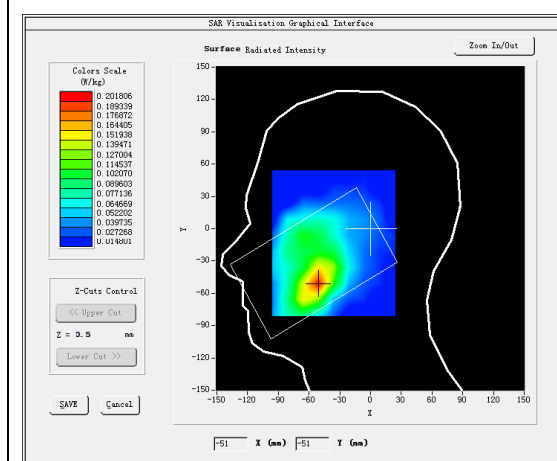 SAR Visualisation Graphical Interface
Surface Radiated Intensity
Zoom In/Out
Colors Scale
(W/kg)
0.201806
0.189339
0.176872
0.164405
0.151938
0.139471
0.127004
0.114537
0.102070
0.089603
0.077136
0.064669
0.052202
0.039735
0.027268
0.014801
Z-Cuts Control
<< Upper Cut
Z = 0.5 mm
Lower Cut >>
SAVE Cancel
150
120
90
60
30
0
-30
-60
-90
-120
-150
Y
-150 -120 -90 -60 -30 0 30 60 90 120 150
X
-51 X (mm) -51 Y (mm)